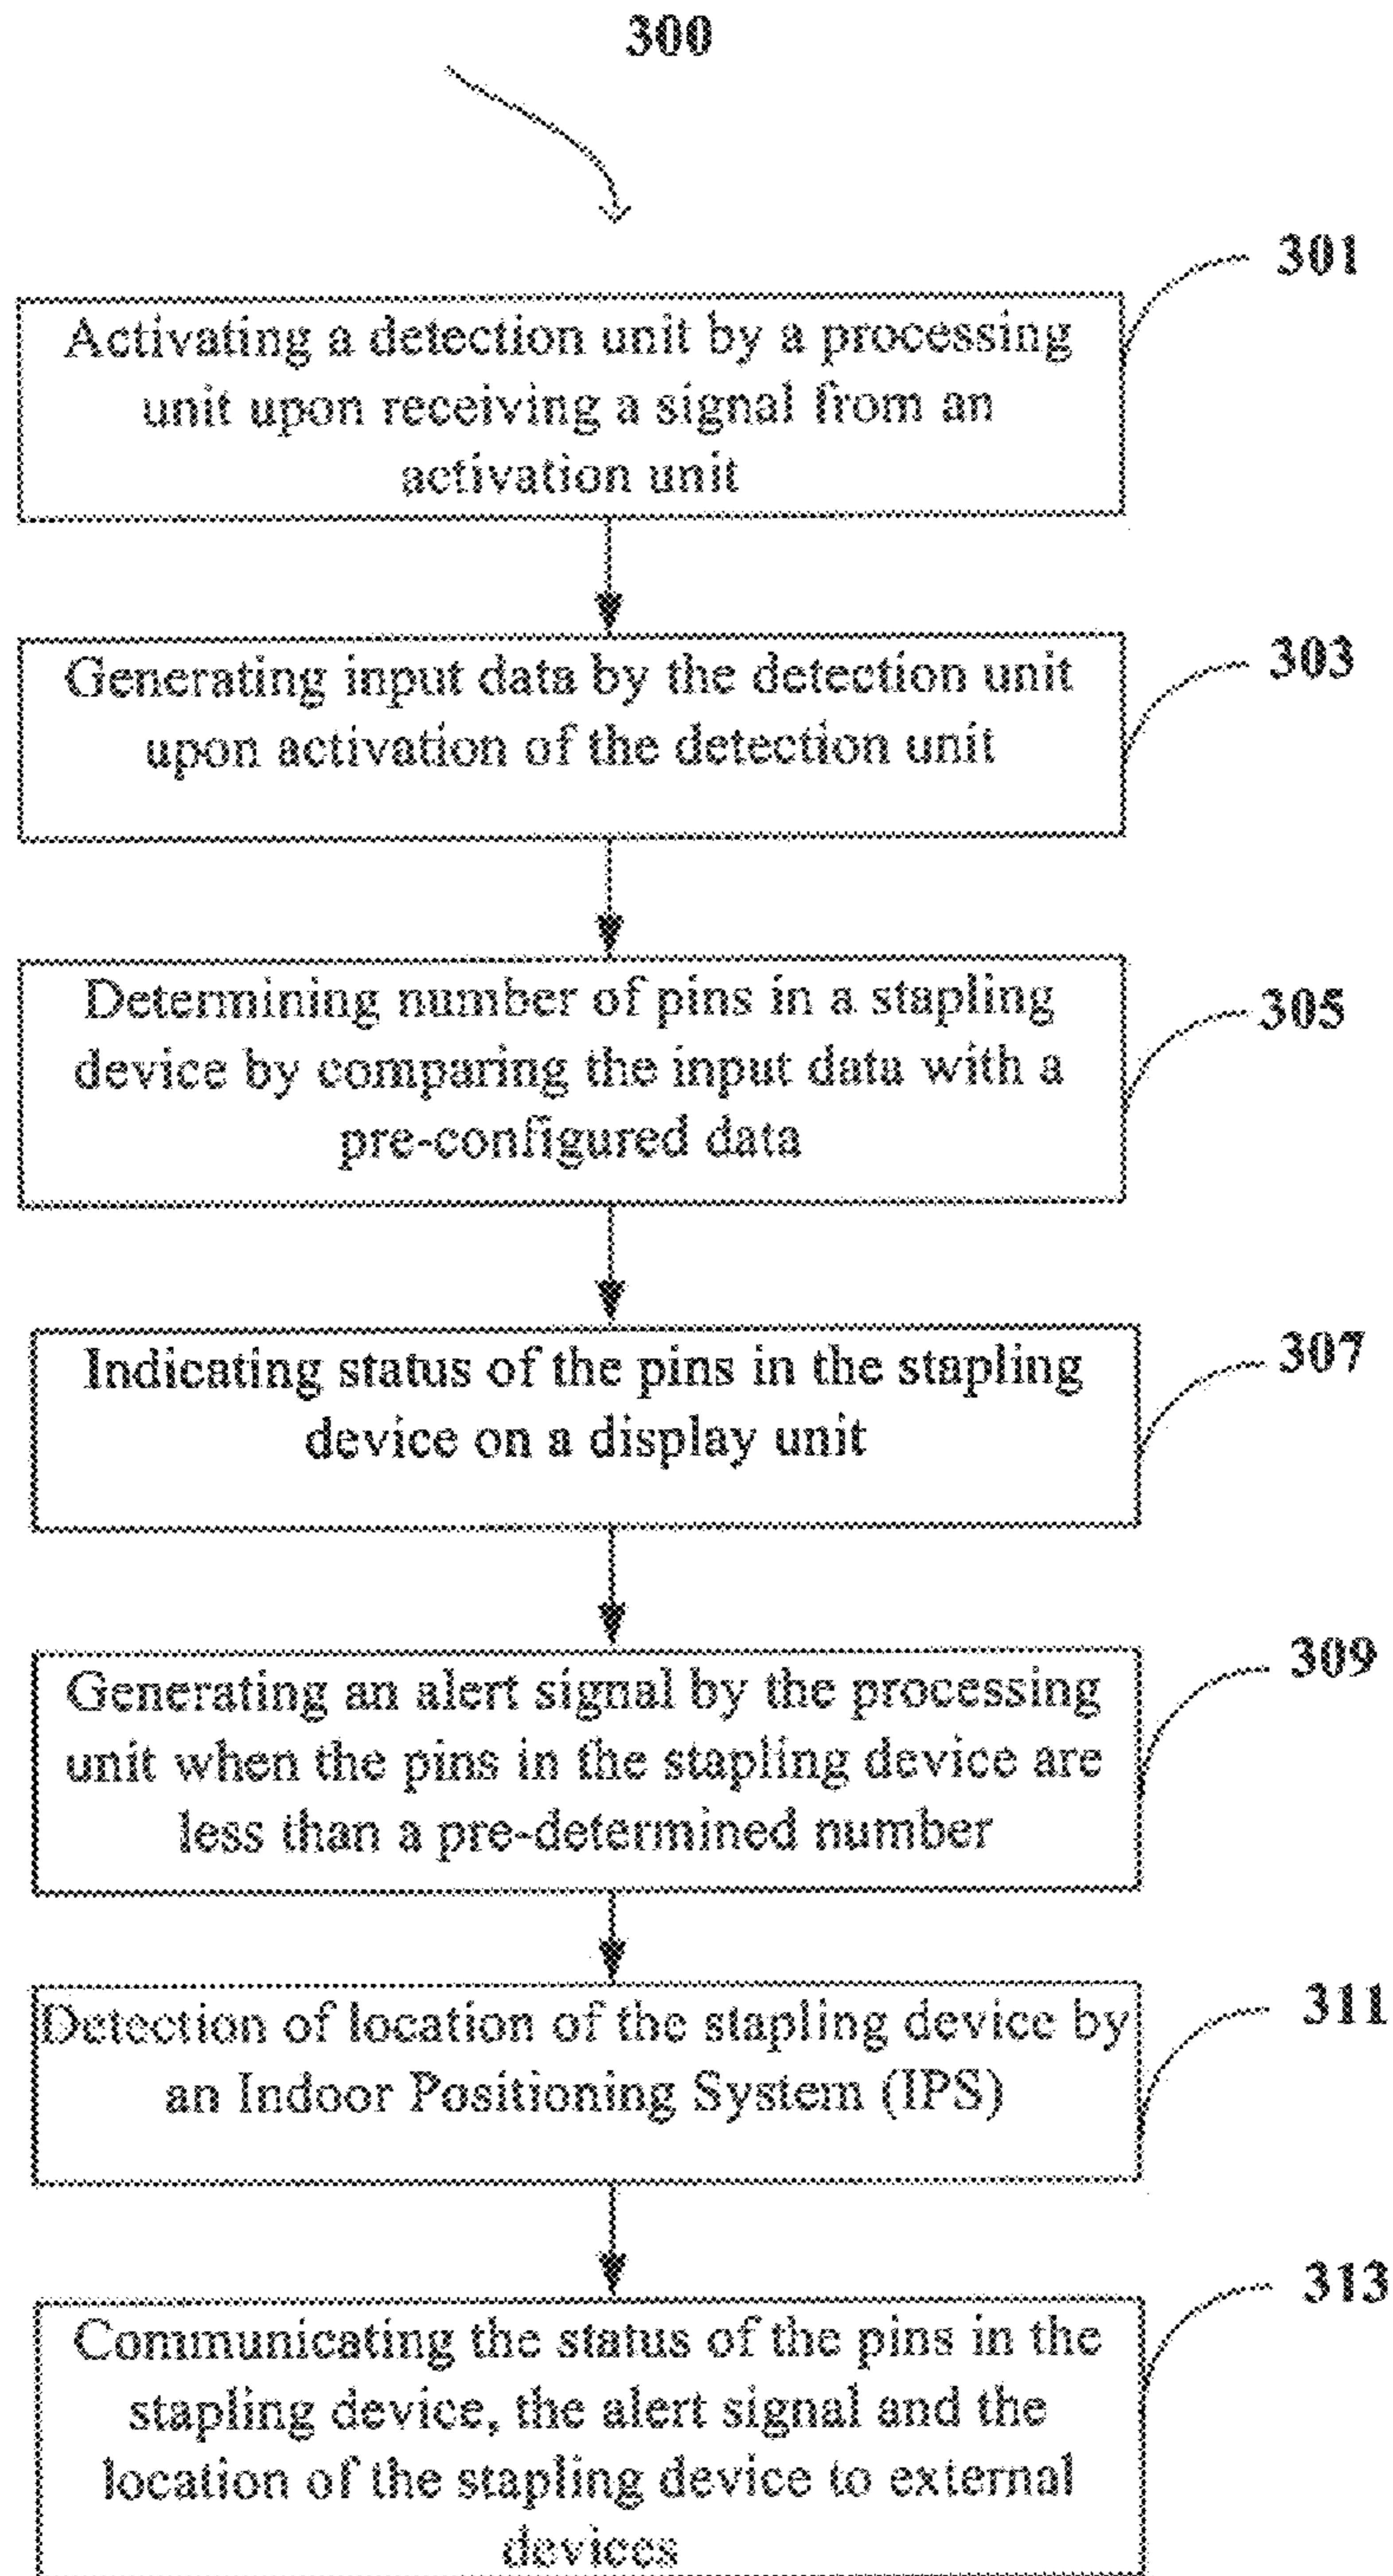 300
301
Activating a detection unit by a processing
unit upon receiving a signal from an
activation unit
303
Generating input data by the detection unit
upon activation of the detection unit
305
Determining number of pins in a stapling
device by comparing the input data with a
pre-configured data
307
Indicating status of the pins in the stapling
device on a display unit
309
Generating an alert signal by the processing
unit when the pins in the stapling device are
less than a pre-determined number
311
Detection of location of the stapling device by
an Indoor Positioning System (IPS)
313
Communicating the status of the pins in the
stapling device, the alert signal and the
location of the stapling device to external
devices